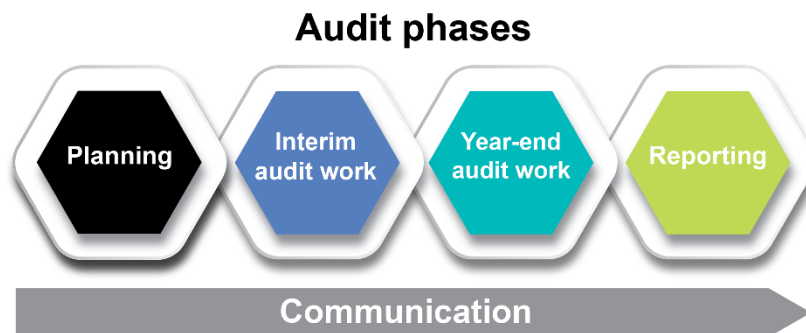 Audit phases
Planning
Interim
audit work
Year-end
audit work
Reporting
Communication